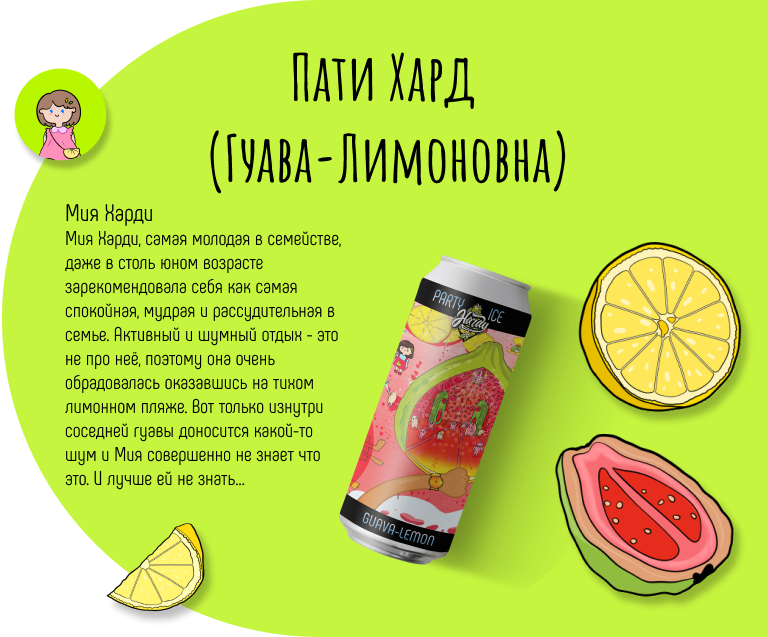 Пати Хард
(Гуава-Лимоновна)
Мия Харди
Мия Харди, самая молодая в семействе,
даже в столь юном возрасте
зарекомендовала себя как самая
спокойная, мудрая и рассудительная в
семье. Активный и шумный отдых - это
не про неё, поэтому она очень
обрадовалась оказавшись на тихом
лимонном пляже. Вот только изнутри
соседней гуавы доносится какой-то
шум и Мия совершенно не знает что
это. И лучше ей не знать...
PARTY ICE
Hardy
GUAVA-LEMON